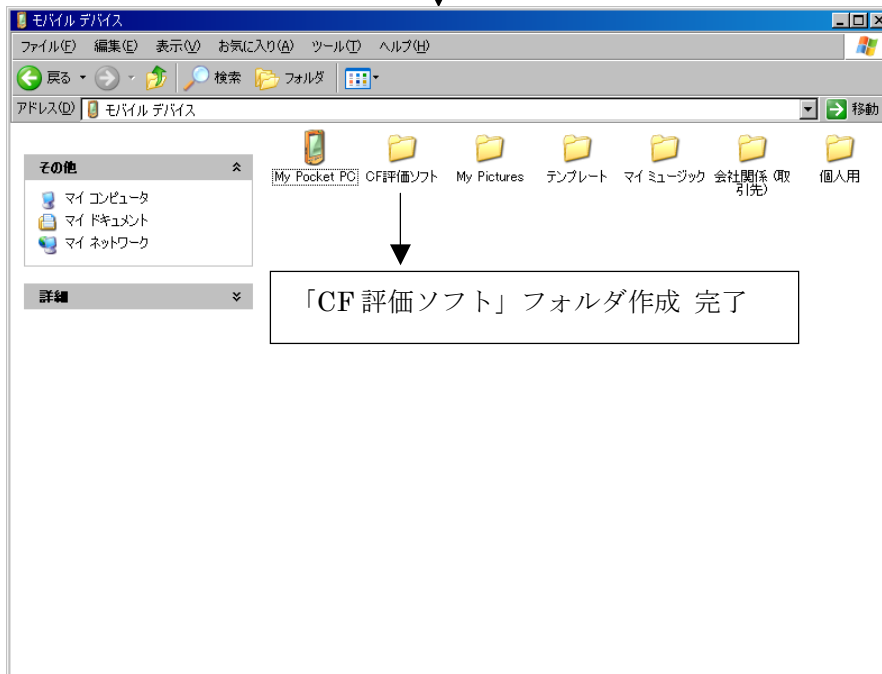 モバイル デバイス
ファイル(F) 編集(E) 表示(V) お気に入り(A) ツール(T) ヘルプ(H)
戻る 検索 フォルダ
アドレス(D) モバイル デバイス 移動
その他
マイ コンピュータ
マイ ドキュメント
マイ ネットワーク
詳細
My Pocket PC CF評価ソフト My Pictures テンプレート マイ ミュージック 会社関係 (取 個人用
引先)
「CF 評価ソフト」フォルダ作成 完了